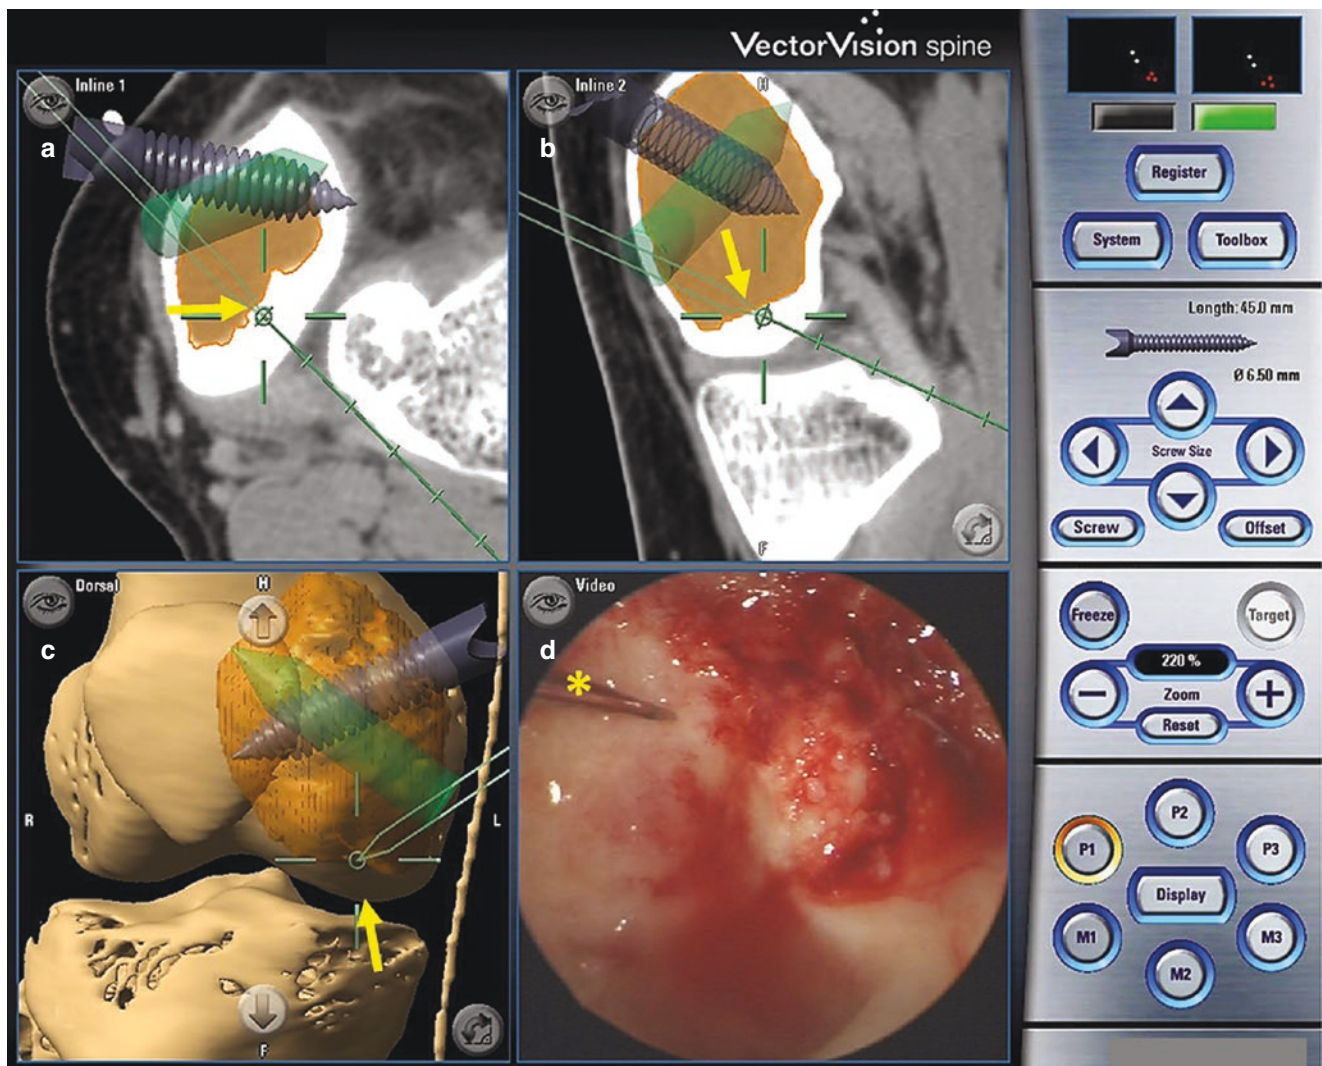 VectorVision spine
Inline 1
a
Inline 2
H
b
F
Register
System
Toolbox
Length: 45.0 mm
Ø 6.50 mm
Screw Size
Screw
Offset
Dorsal
H
c
R
L
F
Video
d
*
Freeze
Target
220 %
Zoom
Reset
P2
P1
P3
Display
M1
M3
M2